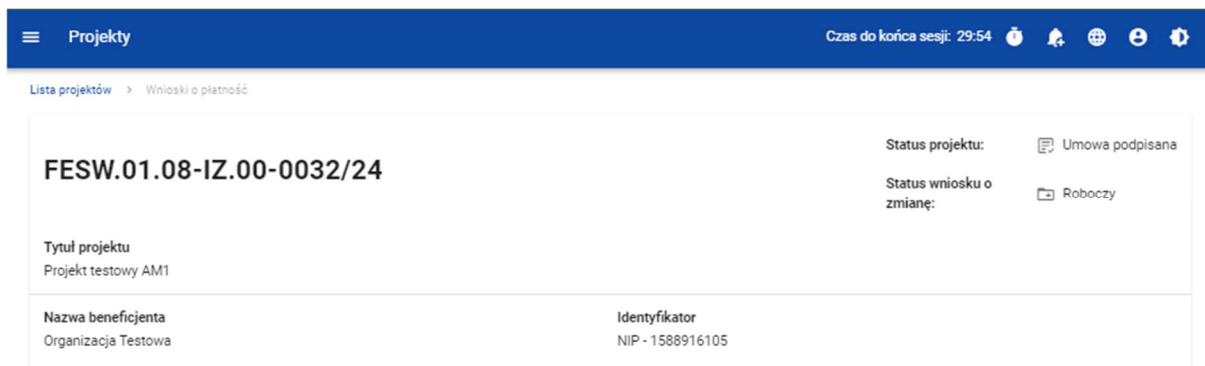 Projekty
Czas do końca sesji: 29:54
Lista projektów > Wnioski o płatność
FESW.01.08-IZ.00-0032/24
Status projektu: Umowa podpisana
Status wniosku o
zmianę: Roboczy
Tytuł projektu
Projekt testowy AM1
Nazwa beneficjenta
Organizacja Testowa
Identyfikator
NIP - 1588916105